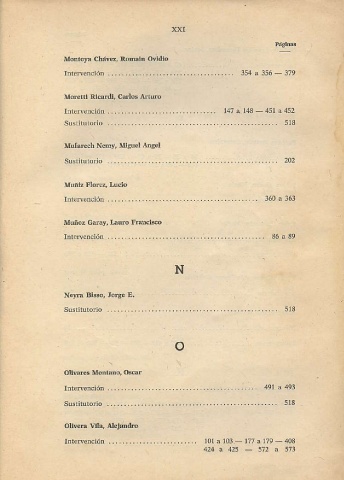 XXI
Páginas
Montoya Chávez, Román Ovidio
Intervención ........................ 354 a 356 — 379
Moretti Ricardi, Carlos Arturo
Intervención ........................ 147 a 148 — 451 a 452
Sustitutorio ........................ 518
Mufarech Nemy, Miguel Angel
Sustitutorio ........................ 202
Muñiz Florez, Lucio
Intervención ........................ 360 a 363
Muñoz Garay, Lauro Francisco
Intervención ........................ 86 a 89
N
Neyra Bisso, Jorge E.
Sustitutorio ........................ 518
O
Olivares Montano, Oscar
Intervención ........................ 491 a 493
Sustitutorio ........................ 518
Olivera Vila, Alejandro
Intervención ........................ 101 a 103 — 177 a 179 — 408
424 a 425 — 572 a 573